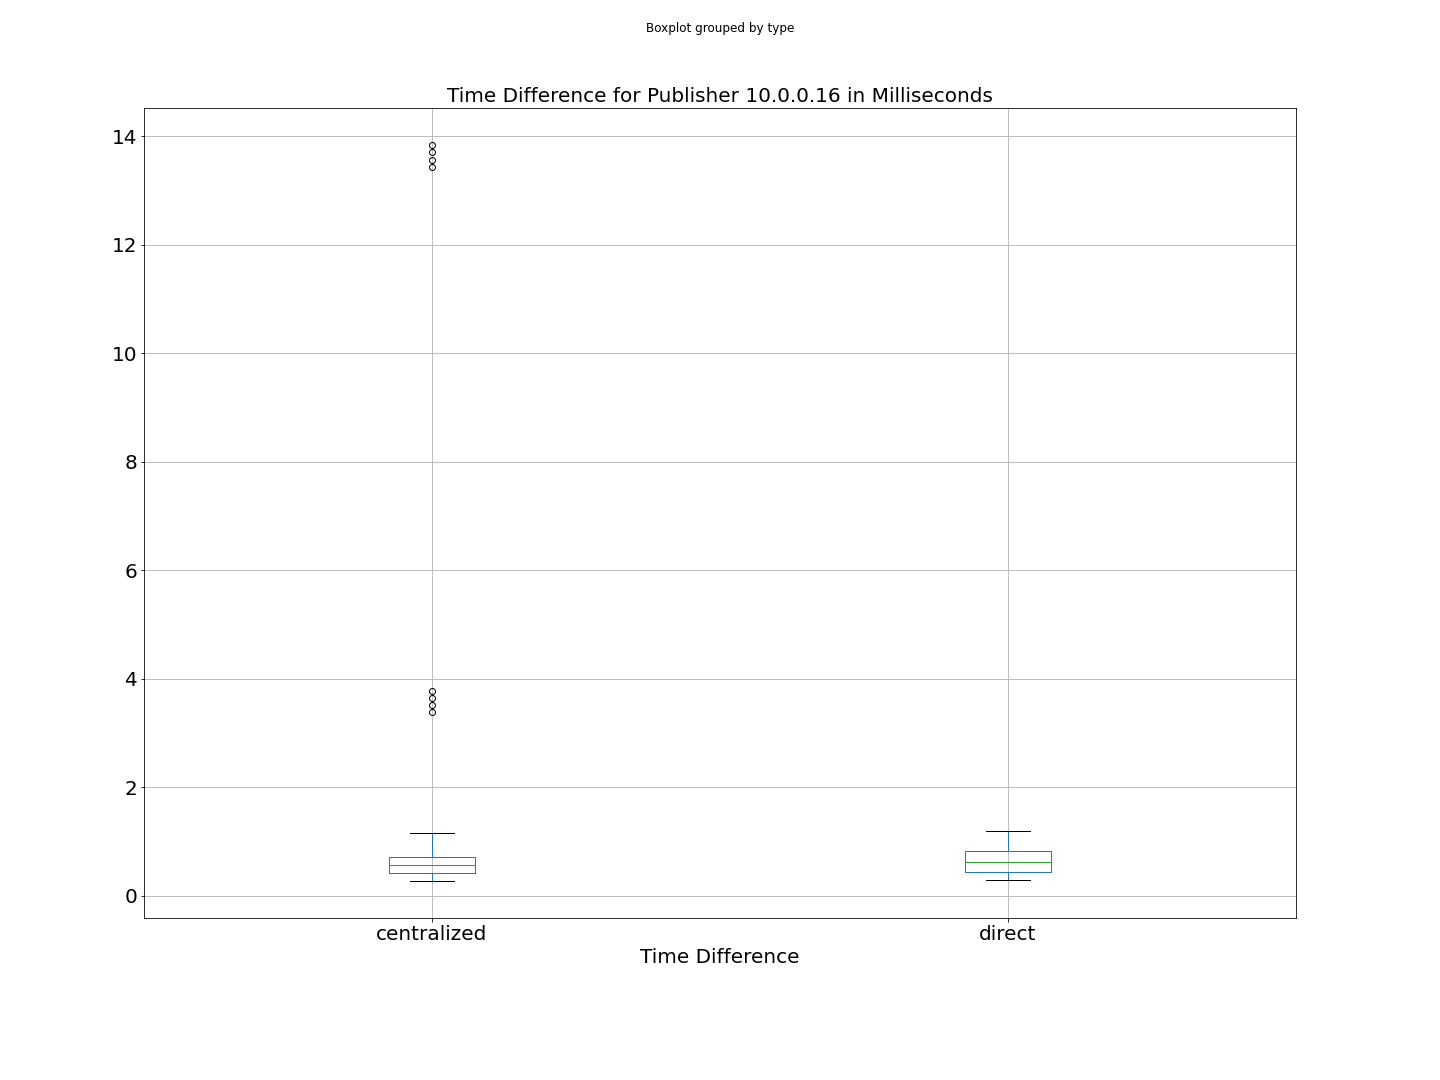 Boxplot grouped by type
Time Difference for Publisher 10.0.0.16 in Milliseconds
14
12
10
8
6
4
2
0
centralized direct
Time Difference